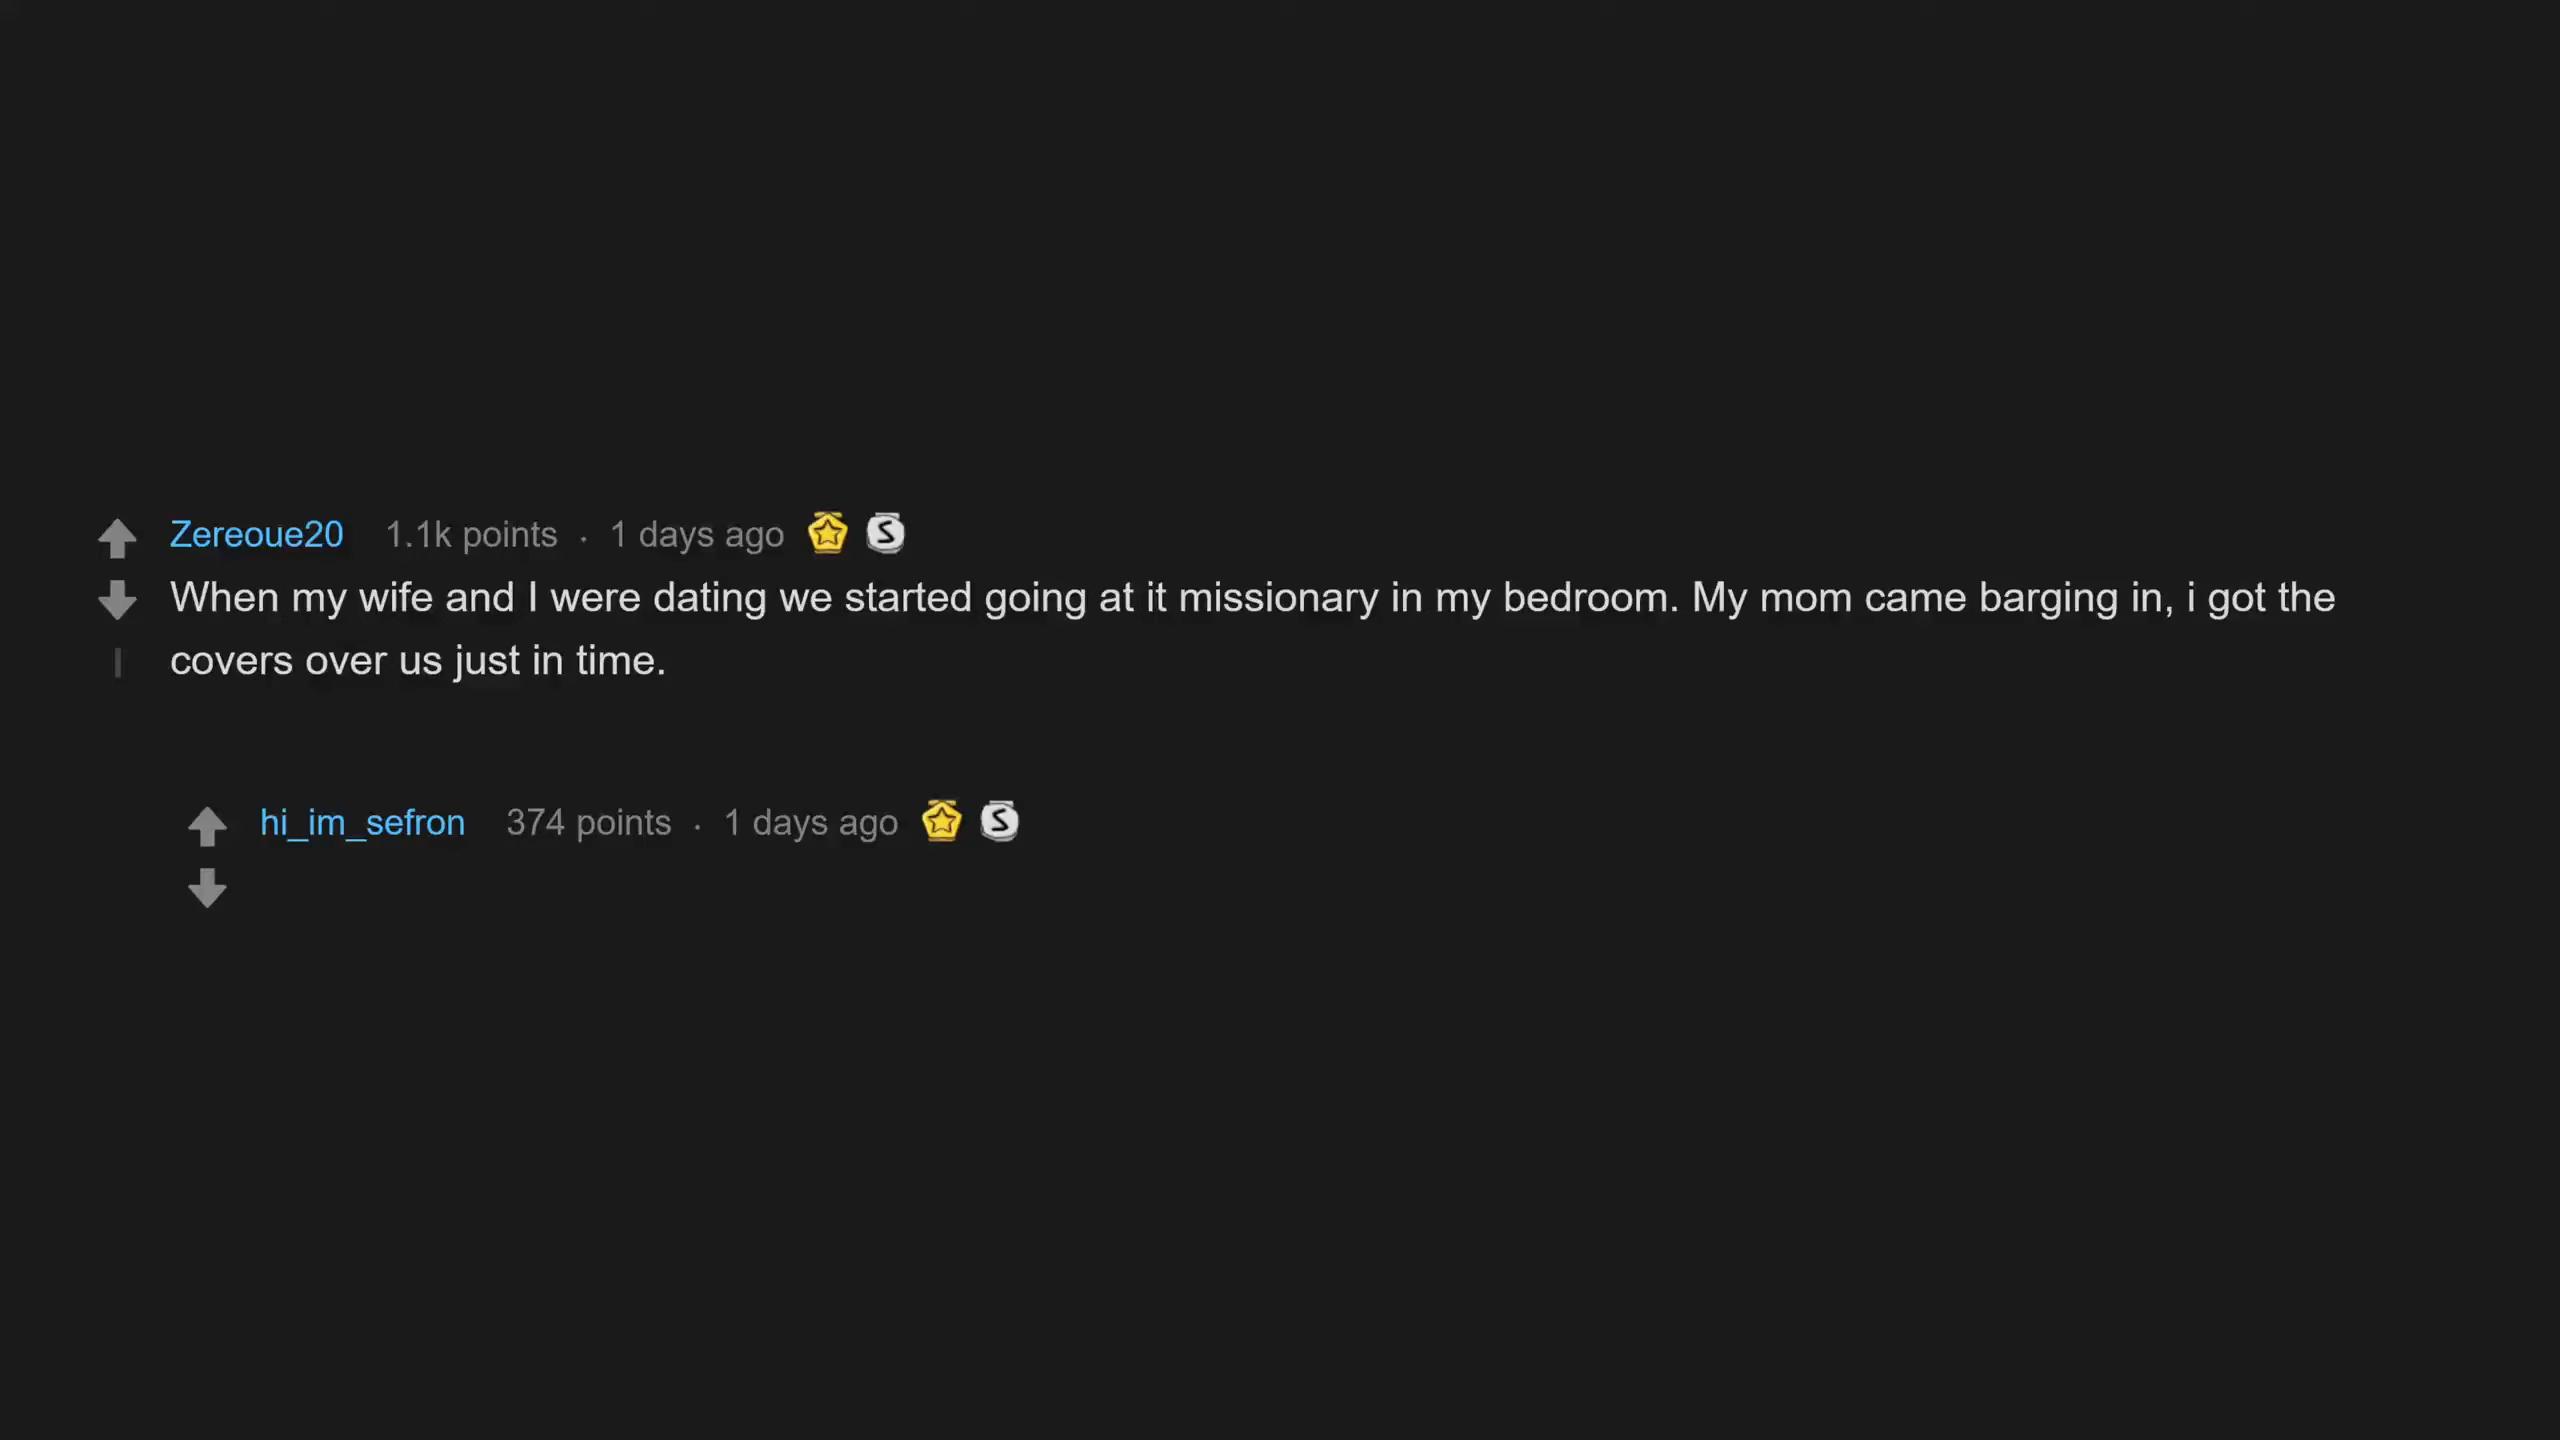 Zereoue20 1.1k points · 1 days ago
When my wife and I were dating we started going at it missionary in my bedroom. My mom came barging in, i got the
covers over us just in time.
hi_im_sefron 374 points · 1 days ago